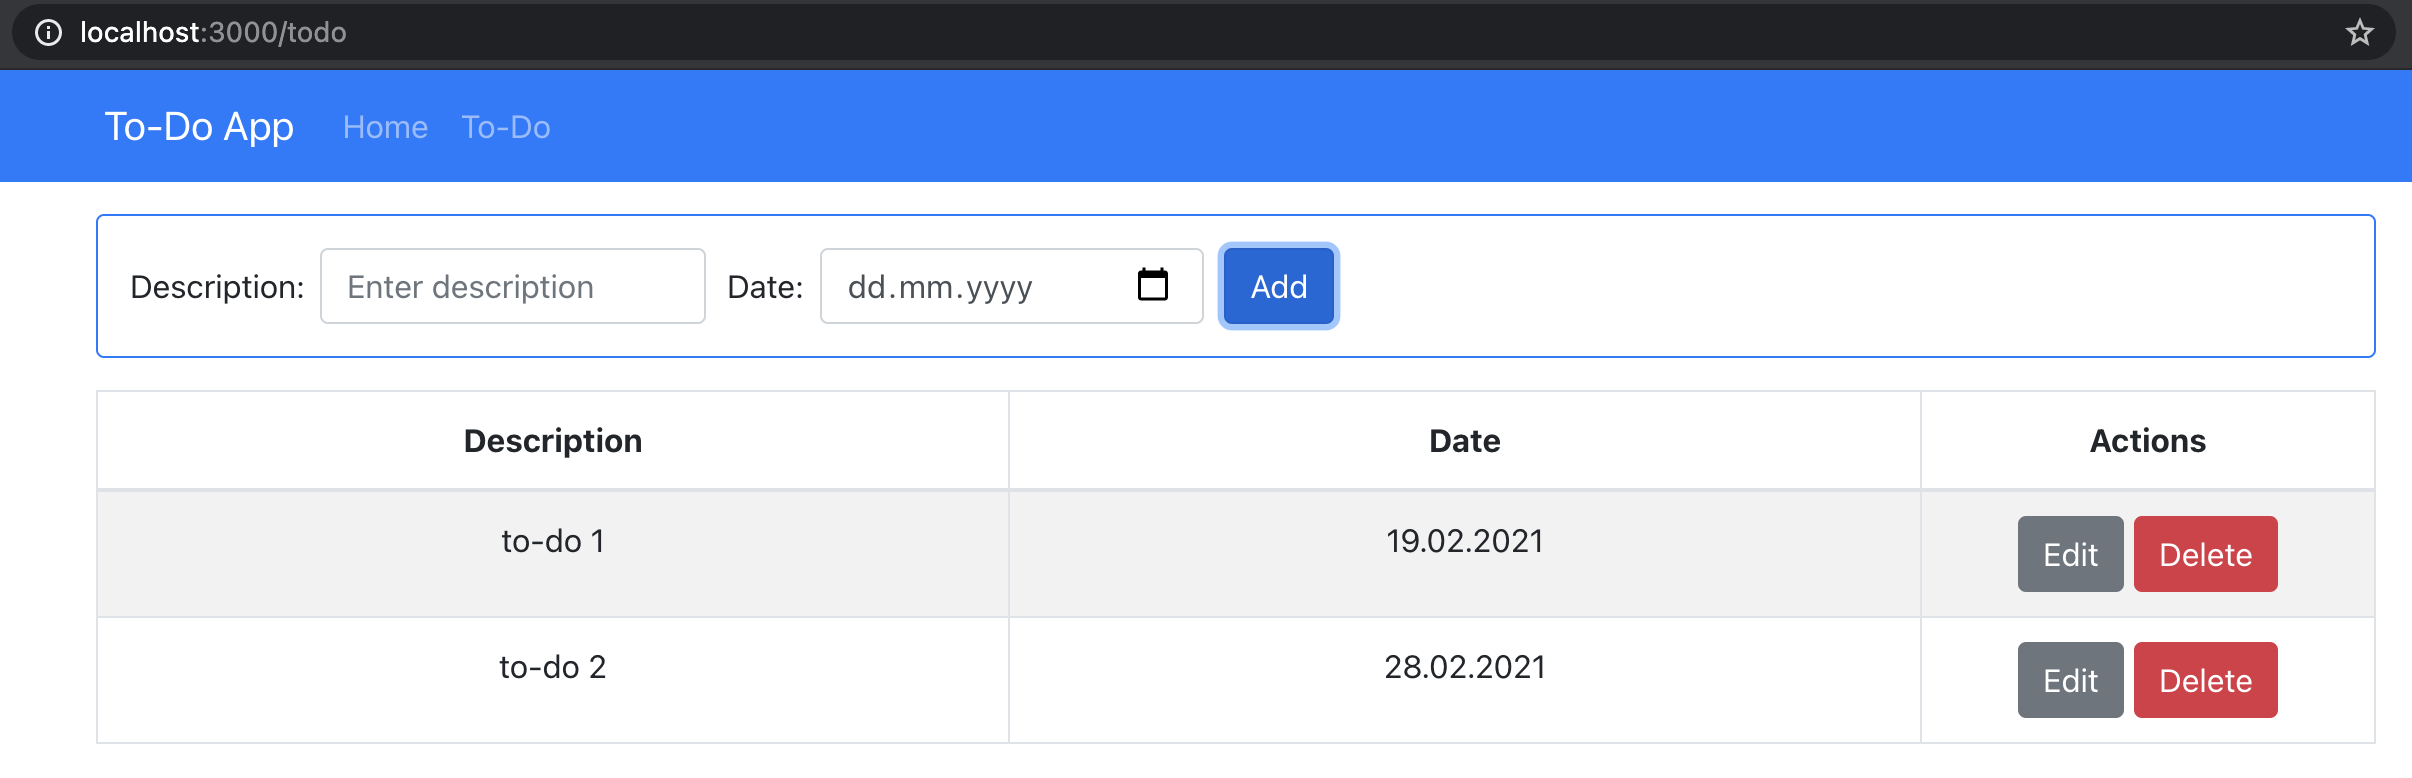 localhost:3000/todo
To-Do App Home To-Do
Description: Enter description Date: dd.mm.yyyy Add
Description Date Actions
to-do 1 19.02.2021 Edit Delete
to-do 2 28.02.2021 Edit Delete